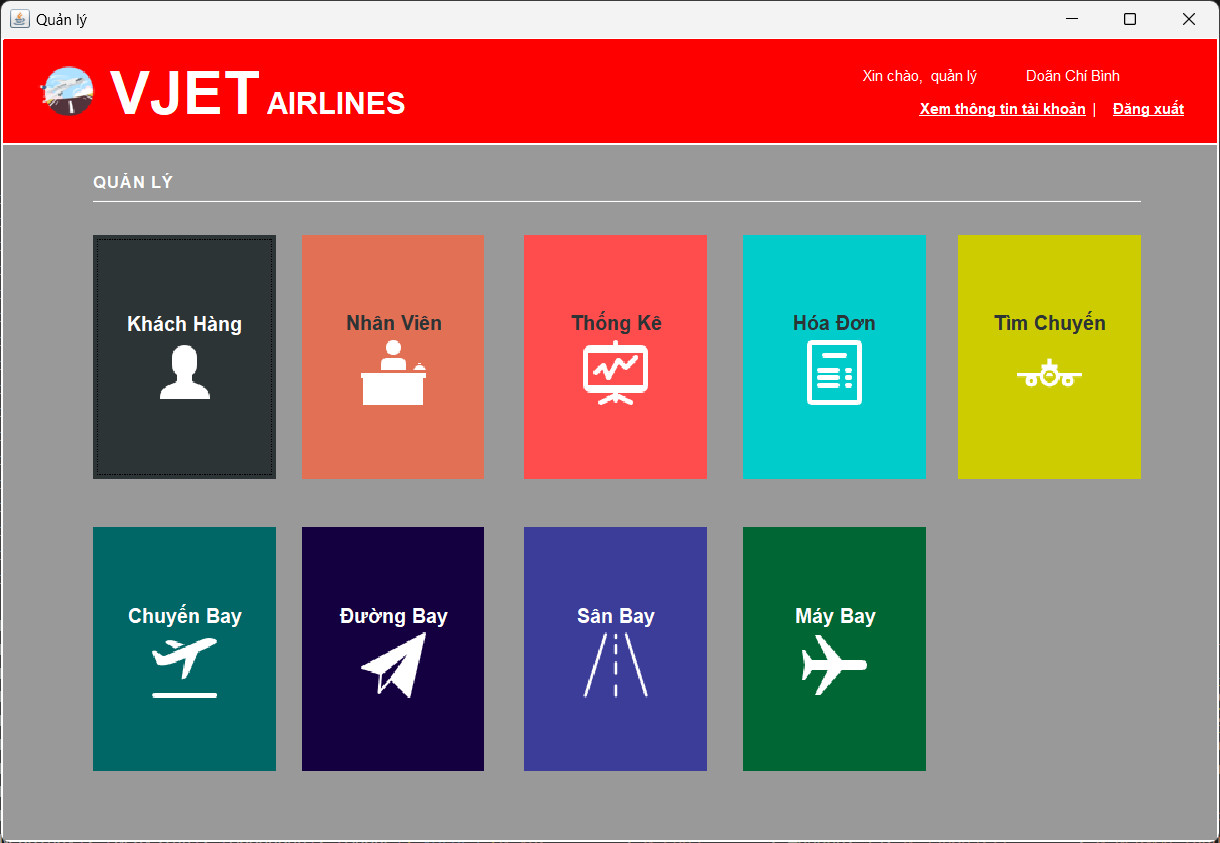 Quản lý
VJET AIRLINES
Xin chào, quản lý Doãn Chí Bình
Xem thông tin tài khoản | Đăng xuất
QUẢN LÝ
Khách Hàng
Nhân Viên
Thống Kê
Hóa Đơn
Tìm Chuyến
Chuyến Bay
Đường Bay
Sân Bay
Máy Bay